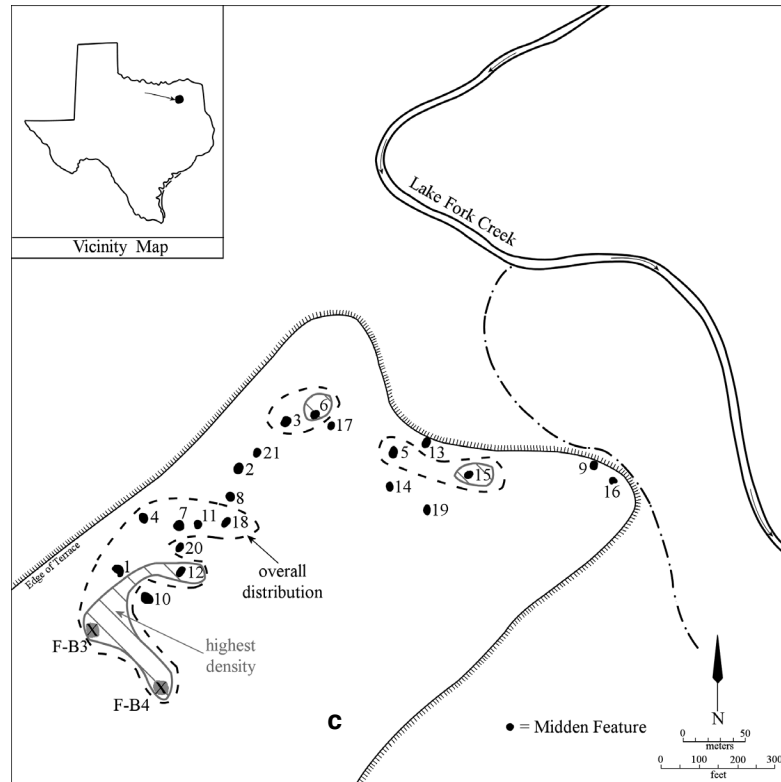 Vicinity Map
Lake Fork Creek
6
3
17
13
21
5
2
15
9
14
16
8
19
4
7
11
18
20
Edge of Terrace
1
12
overall
distribution
10
F-B3
highest
density
F-B4
C
= Midden Feature
N
0 50
meters
0 100 200 300
feet